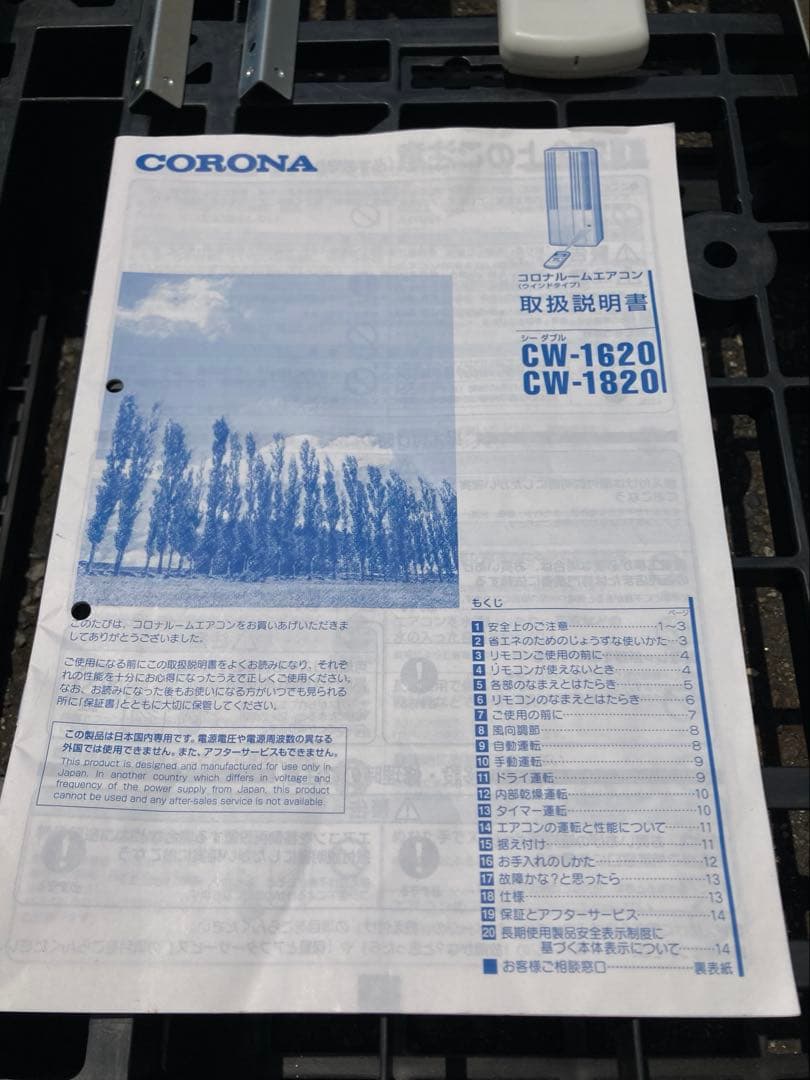 CORONA
コロナルームエアコン
(ウインドタイプ)
取扱説明書
シー ダブル
CW-1620
CW-1820
このたびは、コロナルームエアコンをお買いあげいただきま
してありがとうございました。
ご使用になる前にこの取扱説明書をよくお読みになり、それぞ
れの性能を十分にお心得になったうえで正しくご使用ください。
なお、お読みになった後もお使いになる方がいつでも見られる
所に「保証書」とともに大切に保管してください。
この製品は日本国内専用です。電源電圧や電源周波数の異なる
外国では使用できません。また、アフターサービスもできません。
This product is designed and manufactured for use only in
Japan. In another country which differs in voltage and
frequency of the power supply from Japan, this product
cannot be used and any after-sales service is not available.
もくじ
ページ
1 安全上のご注意 1～3
2 省エネのためのじょうずな使いかた 3
3 リモコンご使用の前に 4
4 リモコンが使えないとき 4
5 各部のなまえとはたらき 5
6 リモコンのなまえとはたらき 6
7 ご使用の前に 7
8 風向調節 8
9 自動運転 8
10 手動運転 9
11 ドライ運転 9
12 内部乾燥運転 10
13 タイマー運転 10
14 エアコンの運転と性能について 11
15 据え付け 11
16 お手入れのしかた 12
17 故障かな?と思ったら 13
18 仕様 13
19 保証とアフターサービス 14
20 長期使用製品安全表示制度に
基づく本体表示について 14
■ お客様ご相談窓口 裏表紙